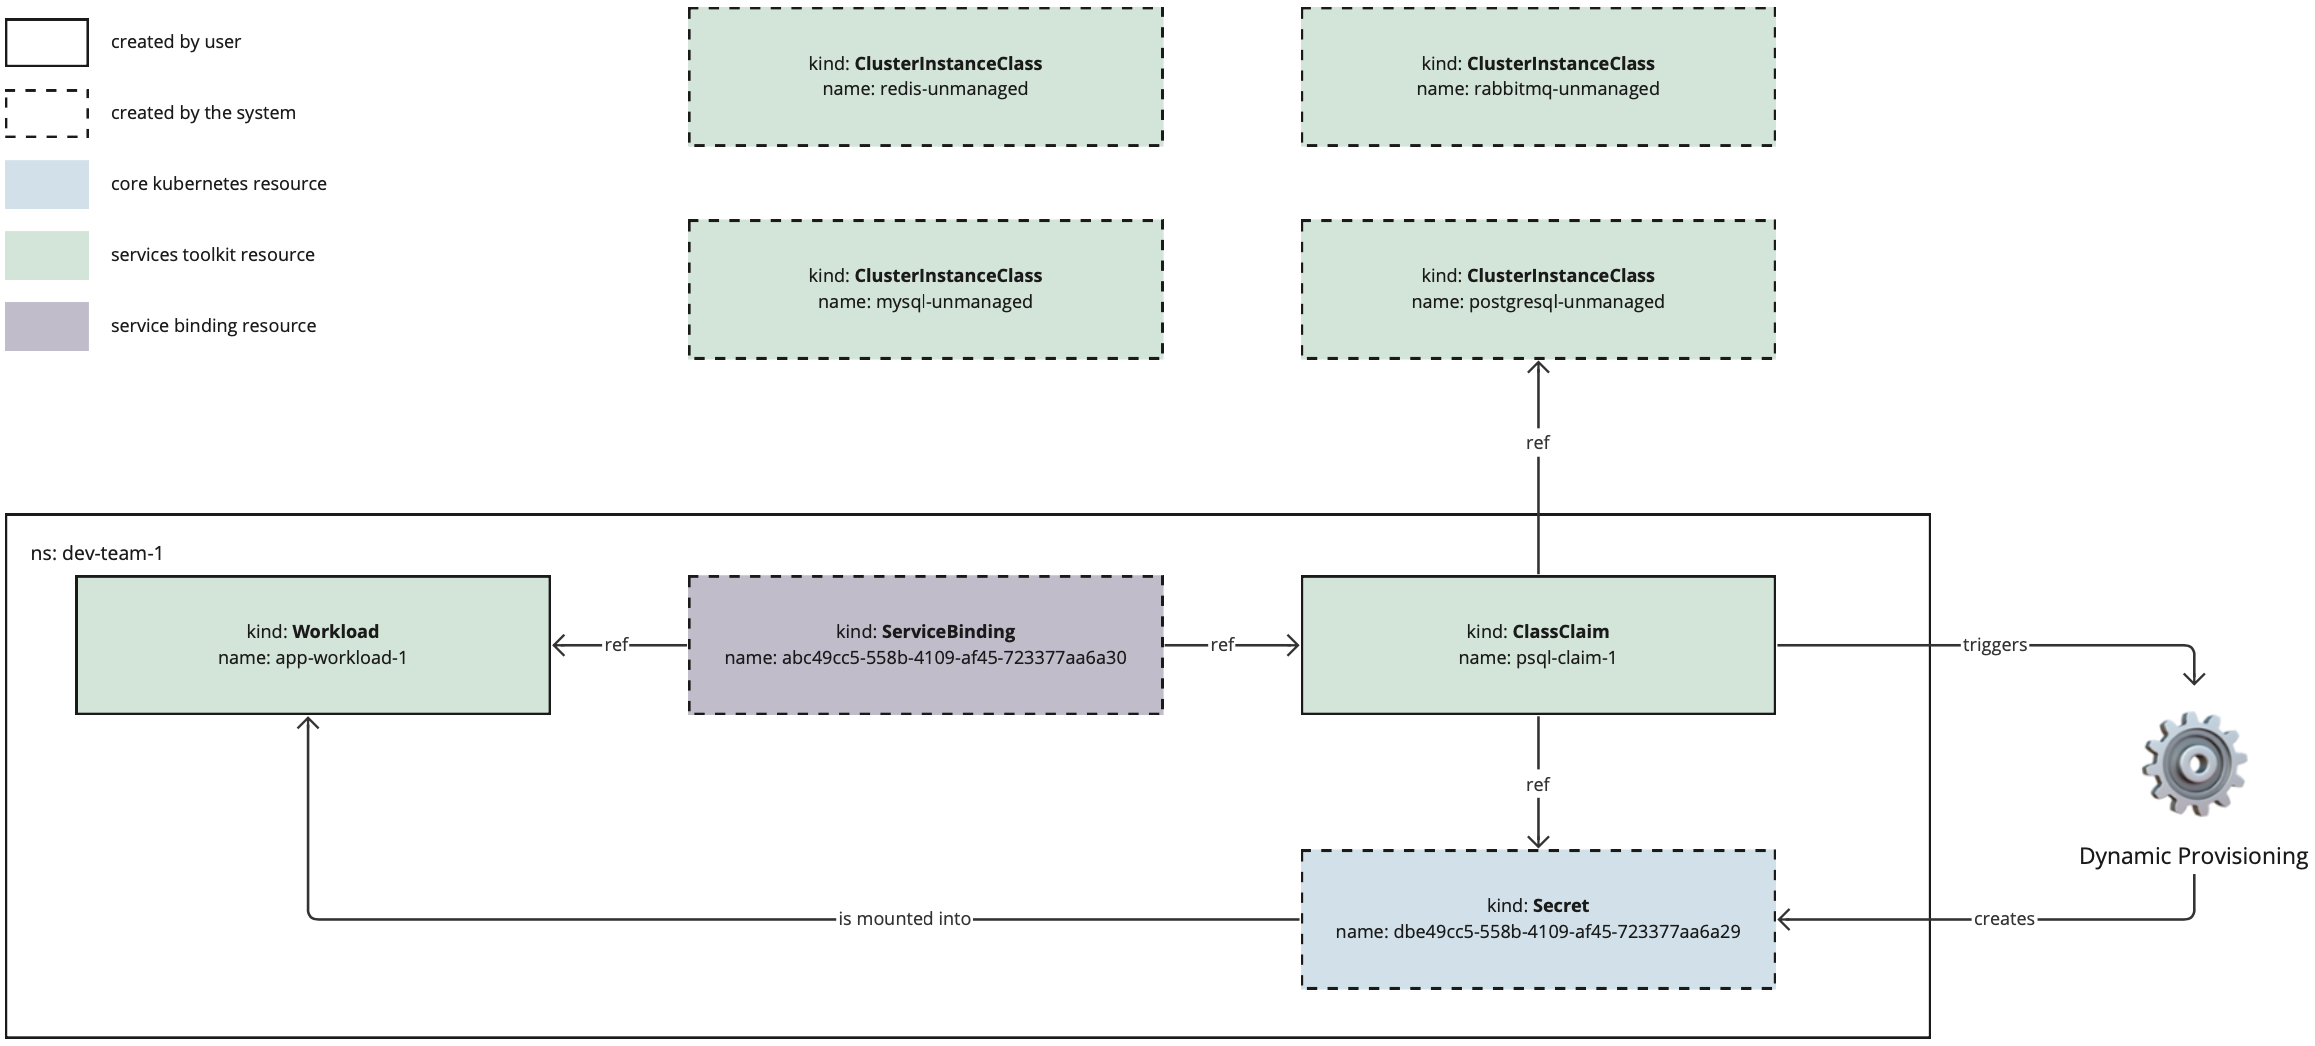 created by user
created by the system
core kubernetes resource
services toolkit resource
service binding resource
kind: ClusterInstanceClass
name: redis-unmanaged
kind: ClusterInstanceClass
name: rabbitmq-unmanaged
kind: ClusterInstanceClass
name: mysql-unmanaged
kind: ClusterInstanceClass
name: postgresql-unmanaged
ref
ns: dev-team-1
kind: Workload
name: app-workload-1
ref
kind: ServiceBinding
name: abc49cc5-558b-4109-af45-723377aa6a30
ref
kind: ClassClaim
name: psql-claim-1
triggers
ref
Dynamic Provisioning
is mounted into
kind: Secret
name: dbe49cc5-558b-4109-af45-723377aa6a29
creates